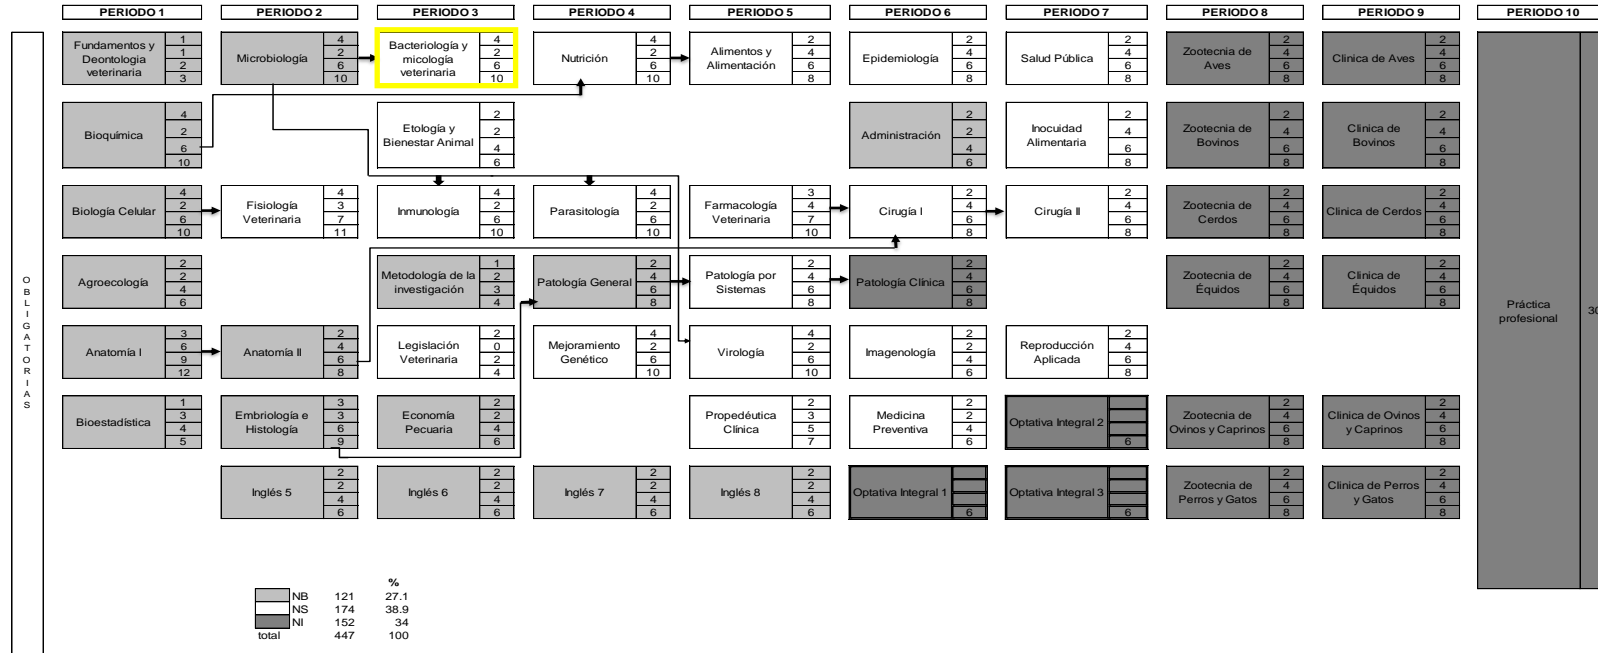 PERIODO 1
PERIODO 2
PERIODO 3
PERIODO 4
PERIODO 5
PERIODO 6
PERIODO 7
PERIODO 8
PERIODO 9
PERIODO 10
OBLIGATORIAS
Fundamentos y
Deontologia
veterinaria
1
1
2
3
Microbiología
4
2
6
10
Bacteriología y
micología
veterinaria
4
2
6
10
Nutrición
4
2
6
10
Alimentos y
Alimentación
2
4
6
8
Epidemiología
2
4
6
8
Salud Pública
2
4
6
8
Zootecnia de
Aves
2
4
6
8
Clinica de Aves
2
4
6
8
Bioquímica
4
2
6
10
Etología y
Bienestar Animal
2
2
4
6
Administración
2
2
4
6
Inocuidad
Alimentaria
2
4
6
8
Zootecnia de
Bovinos
2
4
6
8
Clinica de
Bovinos
2
4
6
8
Biología Celular
4
2
6
10
Fisiología
Veterinaria
4
3
7
11
Inmunología
4
2
6
10
Parasitología
4
2
6
10
Farmacología
Veterinaria
3
4
7
10
Cirugía I
2
4
6
8
Cirugía II
2
4
6
8
Zootecnia de
Cerdos
2
4
6
8
Clinica de Cerdos
2
4
6
8
Agroecología
2
2
4
6
Metodología de la
investigación
1
2
3
4
Patología General
2
4
6
8
Patología por
Sistemas
2
4
6
8
Patología Clínica
2
4
6
8
Zootecnia de
Équidos
2
4
6
8
Clinica de
Équidos
2
4
6
8
Práctica
profesional
30
Anatomía I
3
6
9
12
Anatomía II
2
4
6
8
Legislación
Veterinaria
2
0
2
4
Mejoramiento
Genético
4
2
6
10
Virología
4
2
6
10
Imagenología
2
2
4
6
Reproducción
Aplicada
2
4
6
8
Bioestadística
1
3
4
5
Embriología e
Histología
3
3
6
9
Economía
Pecuaria
2
2
4
6
Propedéutica
Clínica
2
3
5
7
Medicina
Preventiva
2
2
4
6
Optativa Integral 2
6
Zootecnia de
Ovinos y Caprinos
2
4
6
8
Clinica de Ovinos
y Caprinos
2
4
6
8
Inglés 5
2
2
4
6
Inglés 6
2
2
4
6
Inglés 7
2
2
4
6
Inglés 8
2
2
4
6
Optativa Integral 1
6
Optativa Integral 3
6
Zootecnia de
Perros y Gatos
2
4
6
8
Clinica de Perros
y Gatos
2
4
6
8
%
NB 121 27.1
NS 174 38.9
NI 152 34
total 447 100